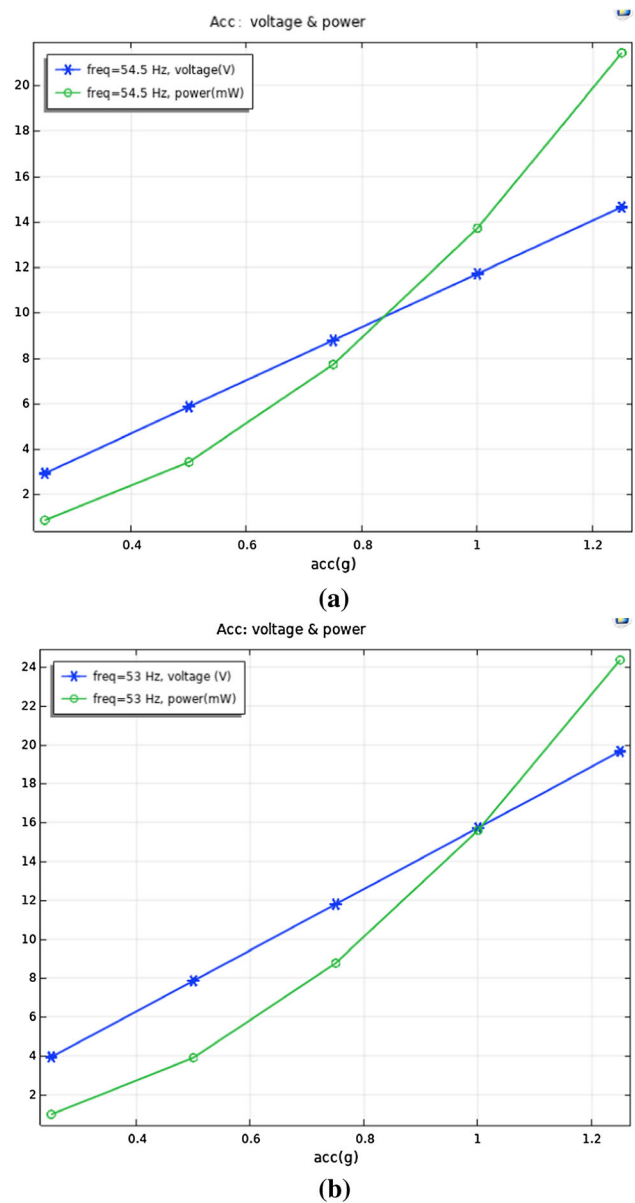 Acc: voltage & power
freq=54.5 Hz, voltage(V)
freq=54.5 Hz, power(mW)
20
18
16
14
12
10
8
6
4
2
0.4 0.6 0.8 1 1.2
acc(g)
(a)
Acc: voltage & power
freq=53 Hz, voltage (V)
freq=53 Hz, power(mW)
24
22
20
18
16
14
12
10
8
6
4
2
0.4 0.6 0.8 1 1.2
acc(g)
(b)